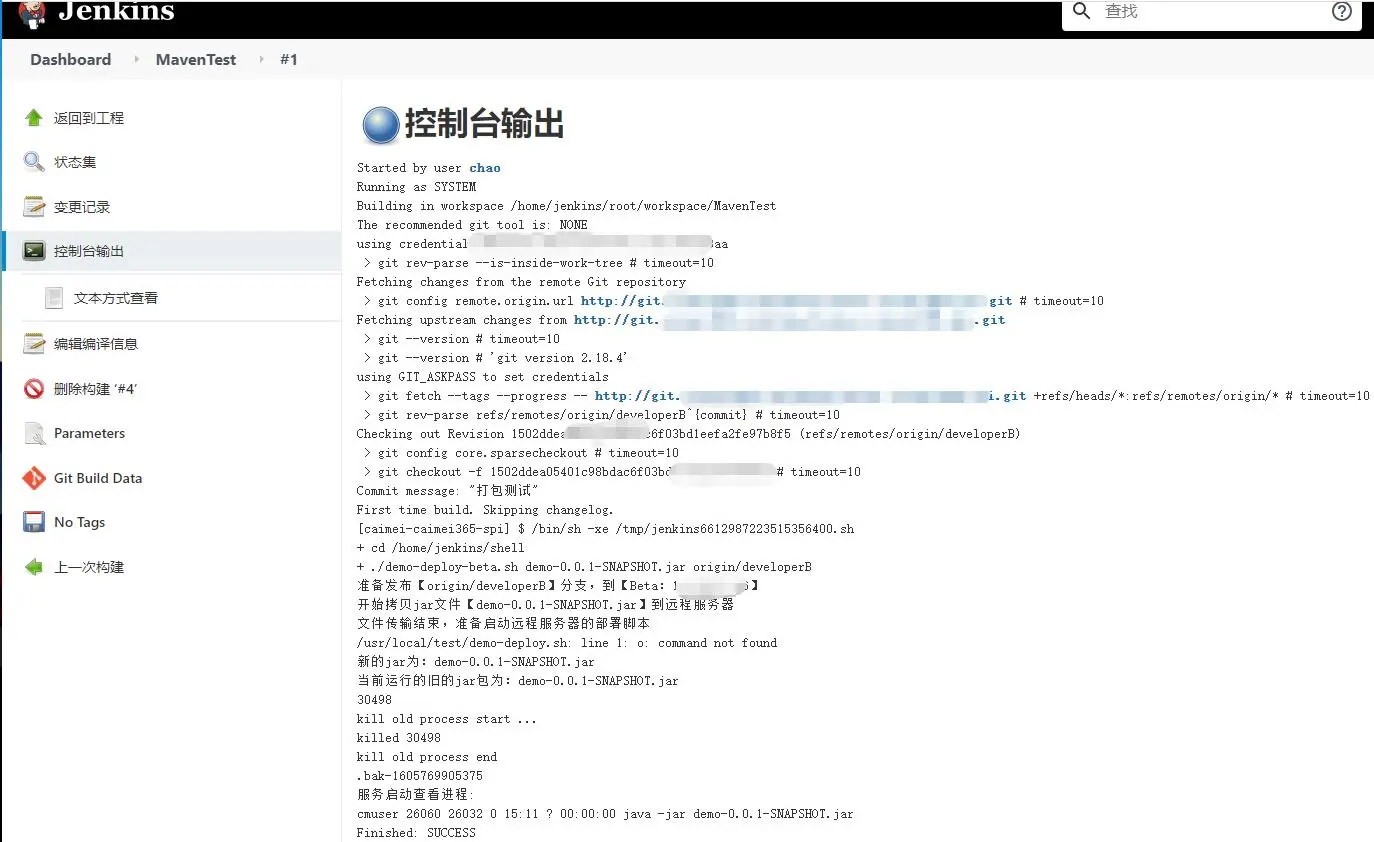 Jenkins
查找
Dashboard
MavenTest
#1
返回到工程
状态集
变更记录
控制台输出
文本方式查看
编辑编译信息
删除构建 ‘#4’
Parameters
Git Build Data
No Tags
上一次构建
控制台输出
Started by user chao
Running as SYSTEM
Building in workspace /home/jenkins/root/workspace/MavenTest
The recommended git tool is: NONE
using credential aa
> git rev-parse --is-inside-work-tree # timeout=10
Fetching changes from the remote Git repository
> git config remote.origin.url http://git. git # timeout=10
Fetching upstream changes from http://git. .git
> git --version # timeout=10
> git --version # 'git version 2.18.4'
using GIT_ASKPASS to set credentials
> git fetch --tags --progress -- http://git. i.git +refs/heads/*:refs/remotes/origin/* # timeout=10
> git rev-parse refs/remotes/origin/developerB^{commit} # timeout=10
Checking out Revision 1502ddea c6f03bd1eefa2fe97b8f5 (refs/remotes/origin/developerB)
> git config core.sparsecheckout # timeout=10
> git checkout -f 1502ddea05401c98bdac6f03bd # timeout=10
Commit message: "打包测试"
First time build. Skipping changelog.
[caimei-caimei365-spi] $ /bin/sh -xe /tmp/jenkins6612987223515356400.sh
+ cd /home/jenkins/shell
+ ./demo-deploy-beta.sh demo-0.0.1-SNAPSHOT.jar origin/developerB
准备发布【origin/developerB】分支，到【Beta: 】
开始拷贝jar文件【demo-0.0.1-SNAPSHOT.jar】到远程服务器
文件传输结束，准备启动远程服务器的部署脚本
/usr/local/test/demo-deploy.sh: line 1: o: command not found
新的jar为: demo-0.0.1-SNAPSHOT.jar
当前运行的旧的jar包为: demo-0.0.1-SNAPSHOT.jar
30498
kill old process start ...
killed 30498
kill old process end
.bak-1605769905375
服务启动查看进程:
cmuser 26060 26032 0 15:11 ? 00:00:00 java -jar demo-0.0.1-SNAPSHOT.jar
Finished: SUCCESS